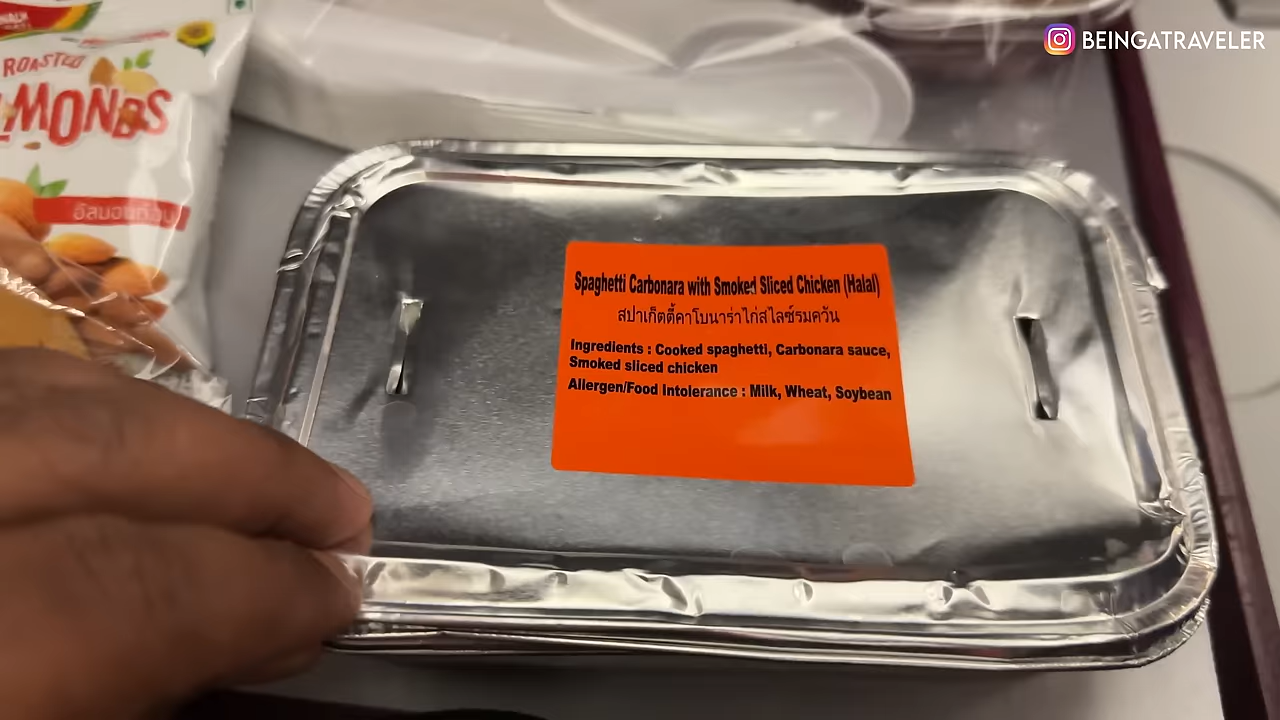 BEINGATRAVELER
ROASTED
ALMONDS
Spaghetti Carbonara with Smoked Sliced Chicken (Halal)
สปาเก็ตตี้คาโบนาร่าไก่สไลซ์รมควัน
Ingredients : Cooked spaghetti, Carbonara sauce,
Smoked sliced chicken
Allergen/Food Intolerance : Milk, Wheat, Soybean